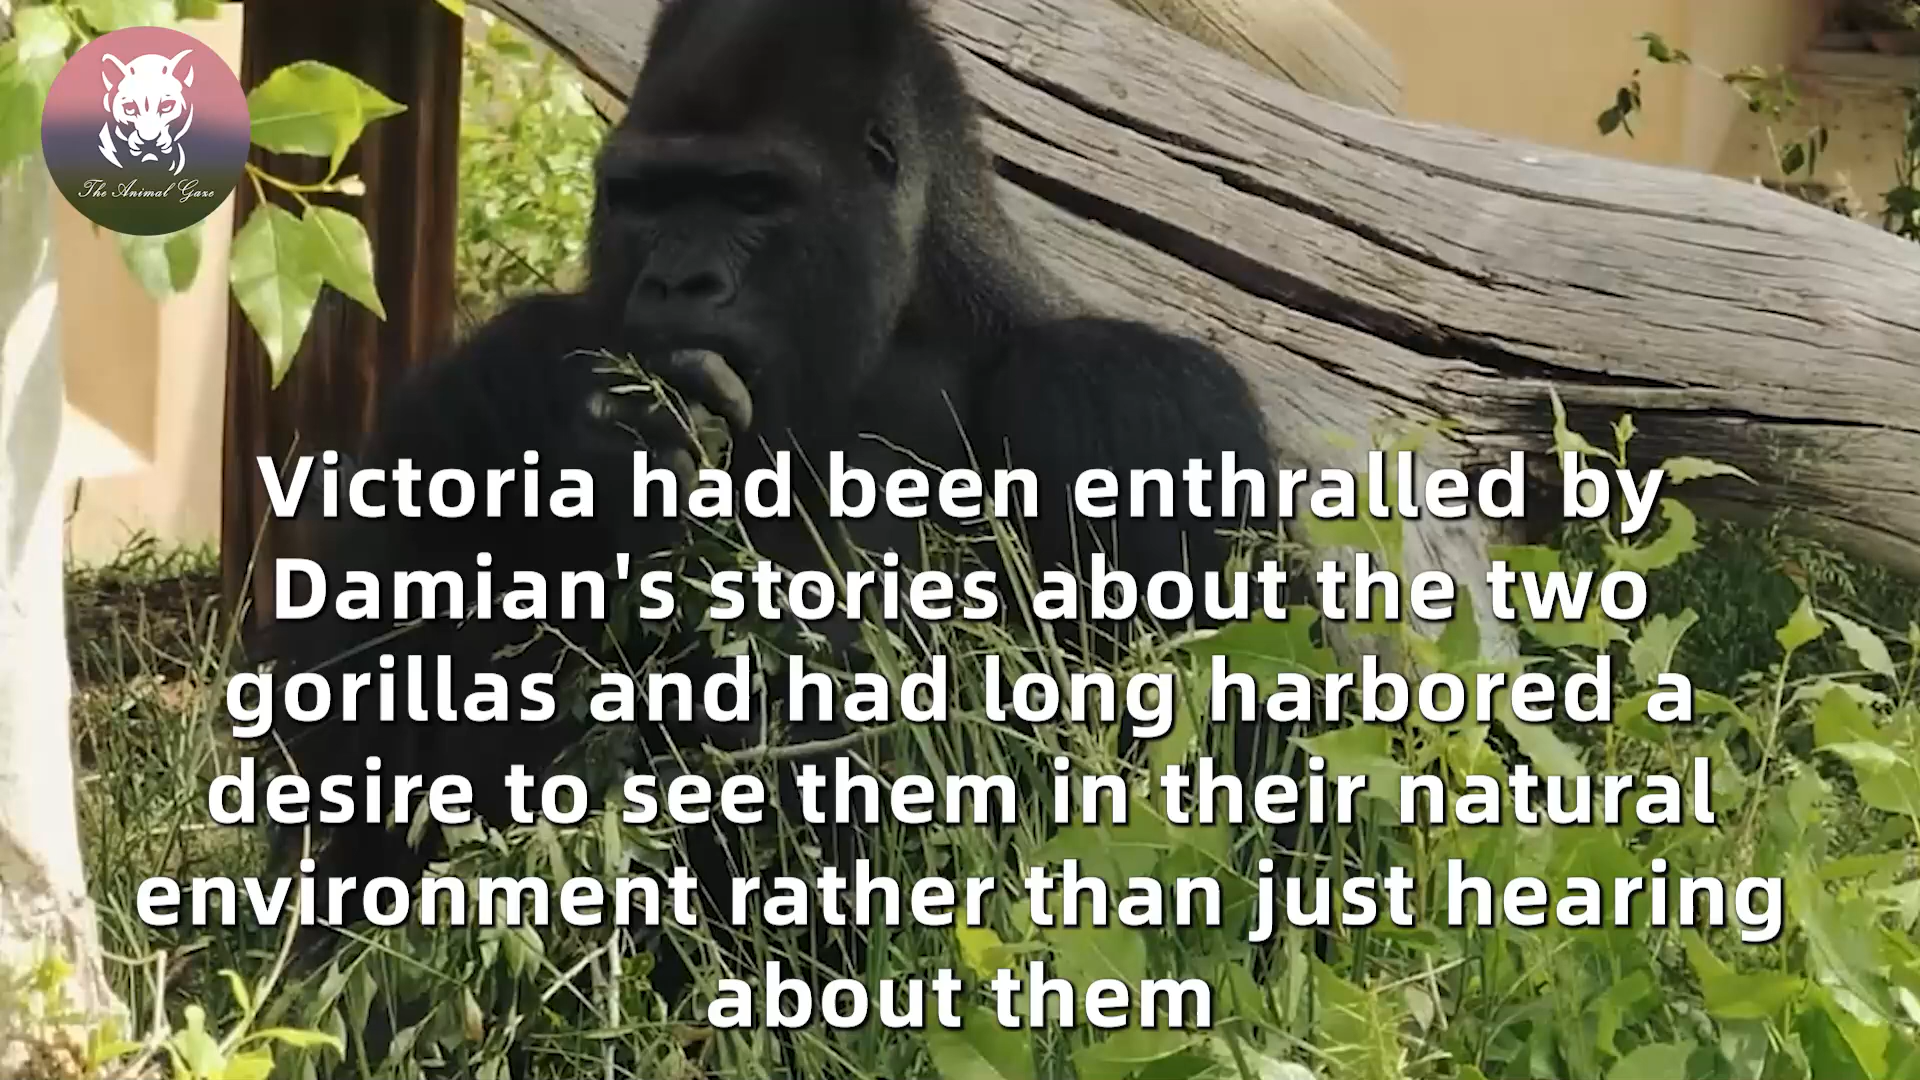 The Animal Gaze
Victoria had been enthralled by
Damian's stories about the two
gorillas and had long harbored a
desire to see them in their natural
environment rather than just hearing
about them